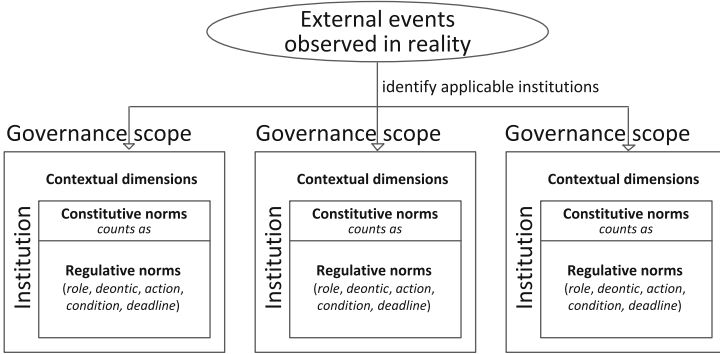 External events
observed in reality
identify applicable institutions
Governance scope
Contextual dimensions
Institution
Constitutive norms
counts as
Regulative norms
(role, deontic, action,
condition, deadline)
Governance scope
Contextual dimensions
Institution
Constitutive norms
counts as
Regulative norms
(role, deontic, action,
condition, deadline)
Governance scope
Contextual dimensions
Institution
Constitutive norms
counts as
Regulative norms
(role, deontic, action,
condition, deadline)